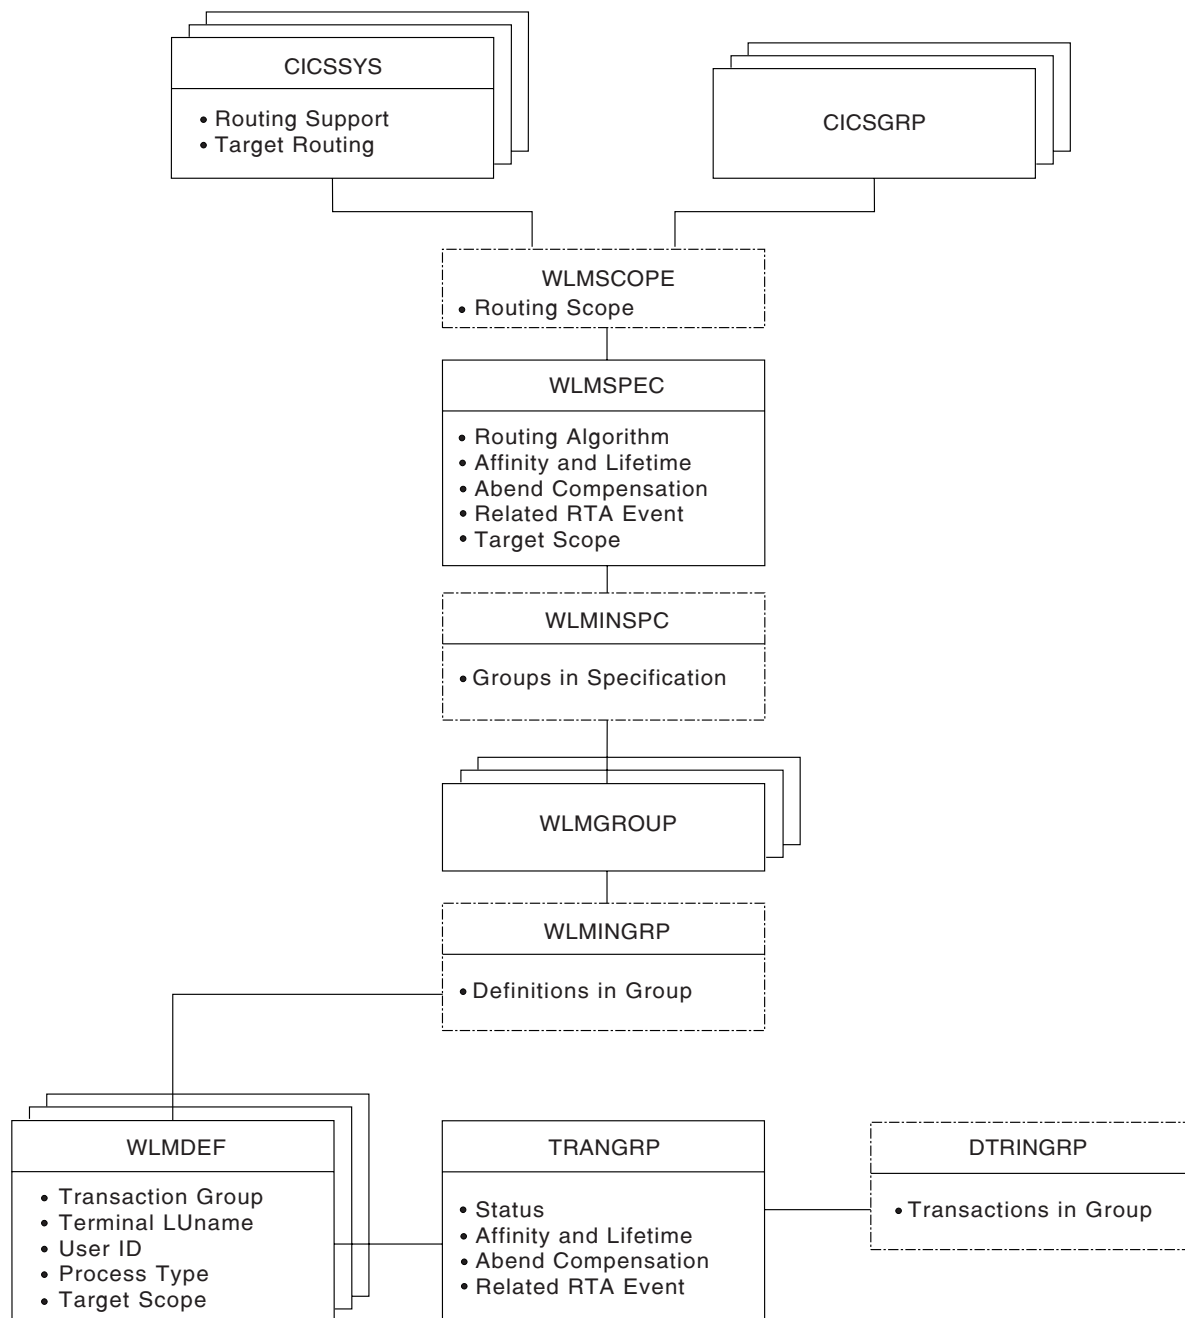 CICSSYS
• Routing Support
• Target Routing
CICSGRP
WLMSCOPE
• Routing Scope
WLMSPEC
• Routing Algorithm
• Affinity and Lifetime
• Abend Compensation
• Related RTA Event
• Target Scope
WLMINSPC
• Groups in Specification
WLMGROUP
WLMINGRP
• Definitions in Group
WLMDEF
• Transaction Group
• Terminal LUname
• User ID
• Process Type
• Target Scope
TRANGRP
• Status
• Affinity and Lifetime
• Abend Compensation
• Related RTA Event
DTRINGRP
• Transactions in Group